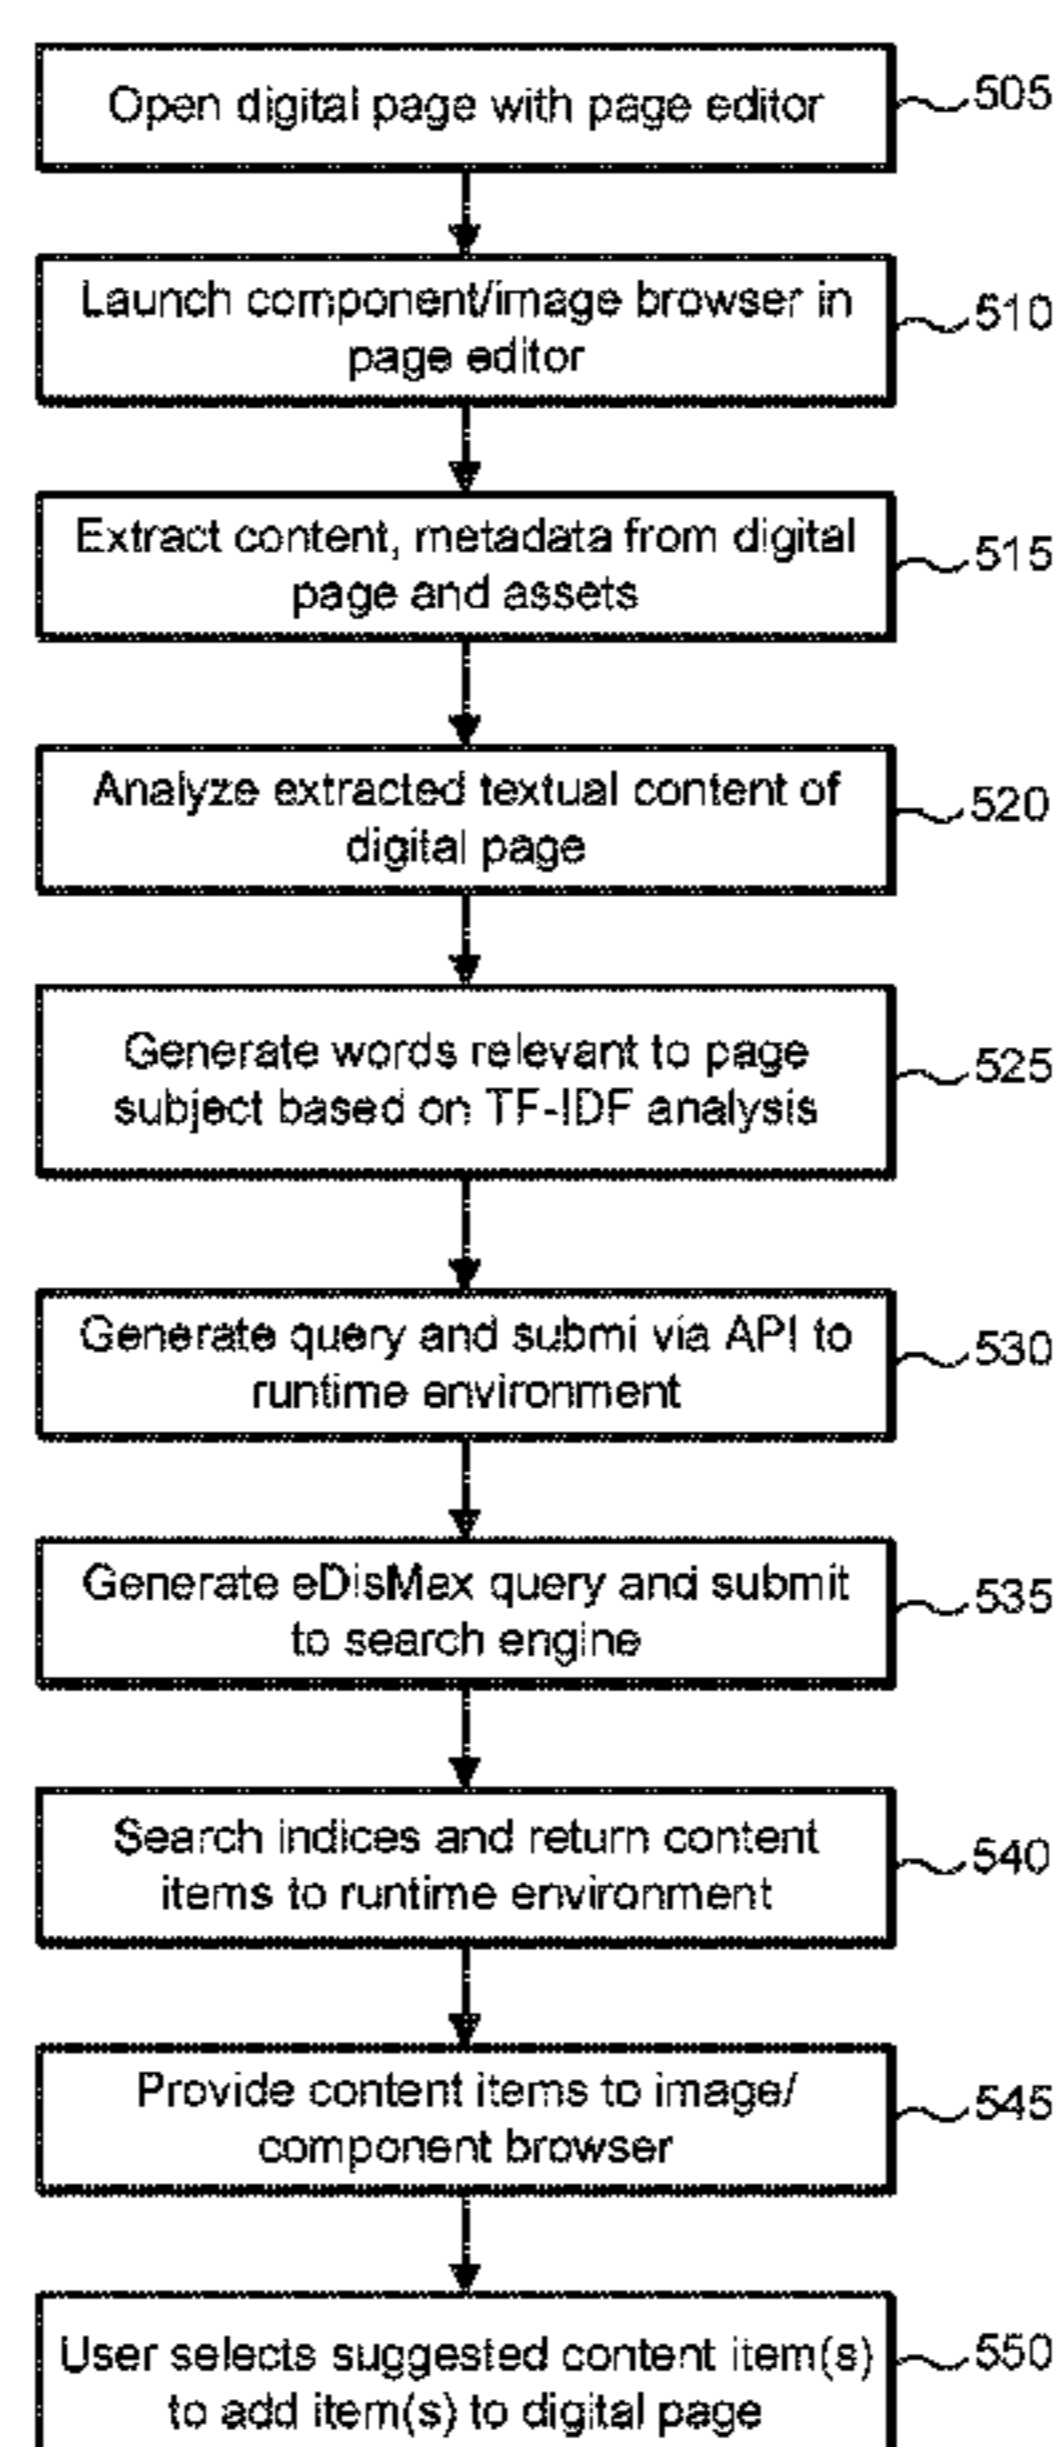 Open digital page with page editor
505
Launch component/image browser in
page editor
510
Extract content, metadata from digital
page and assets
515
Analyze extracted textual content of
digital page
520
Generate words relevant to page
subject based on TF-IDF analysis
525
Generate query and submi via API to
runtime environment
530
Generate eDisMax query and submit
to search engine
535
Search indices and return content
items to runtime environment
540
Provide content items to image/
component browser
545
User selects suggested content item(s)
to add item(s) to digital page
550